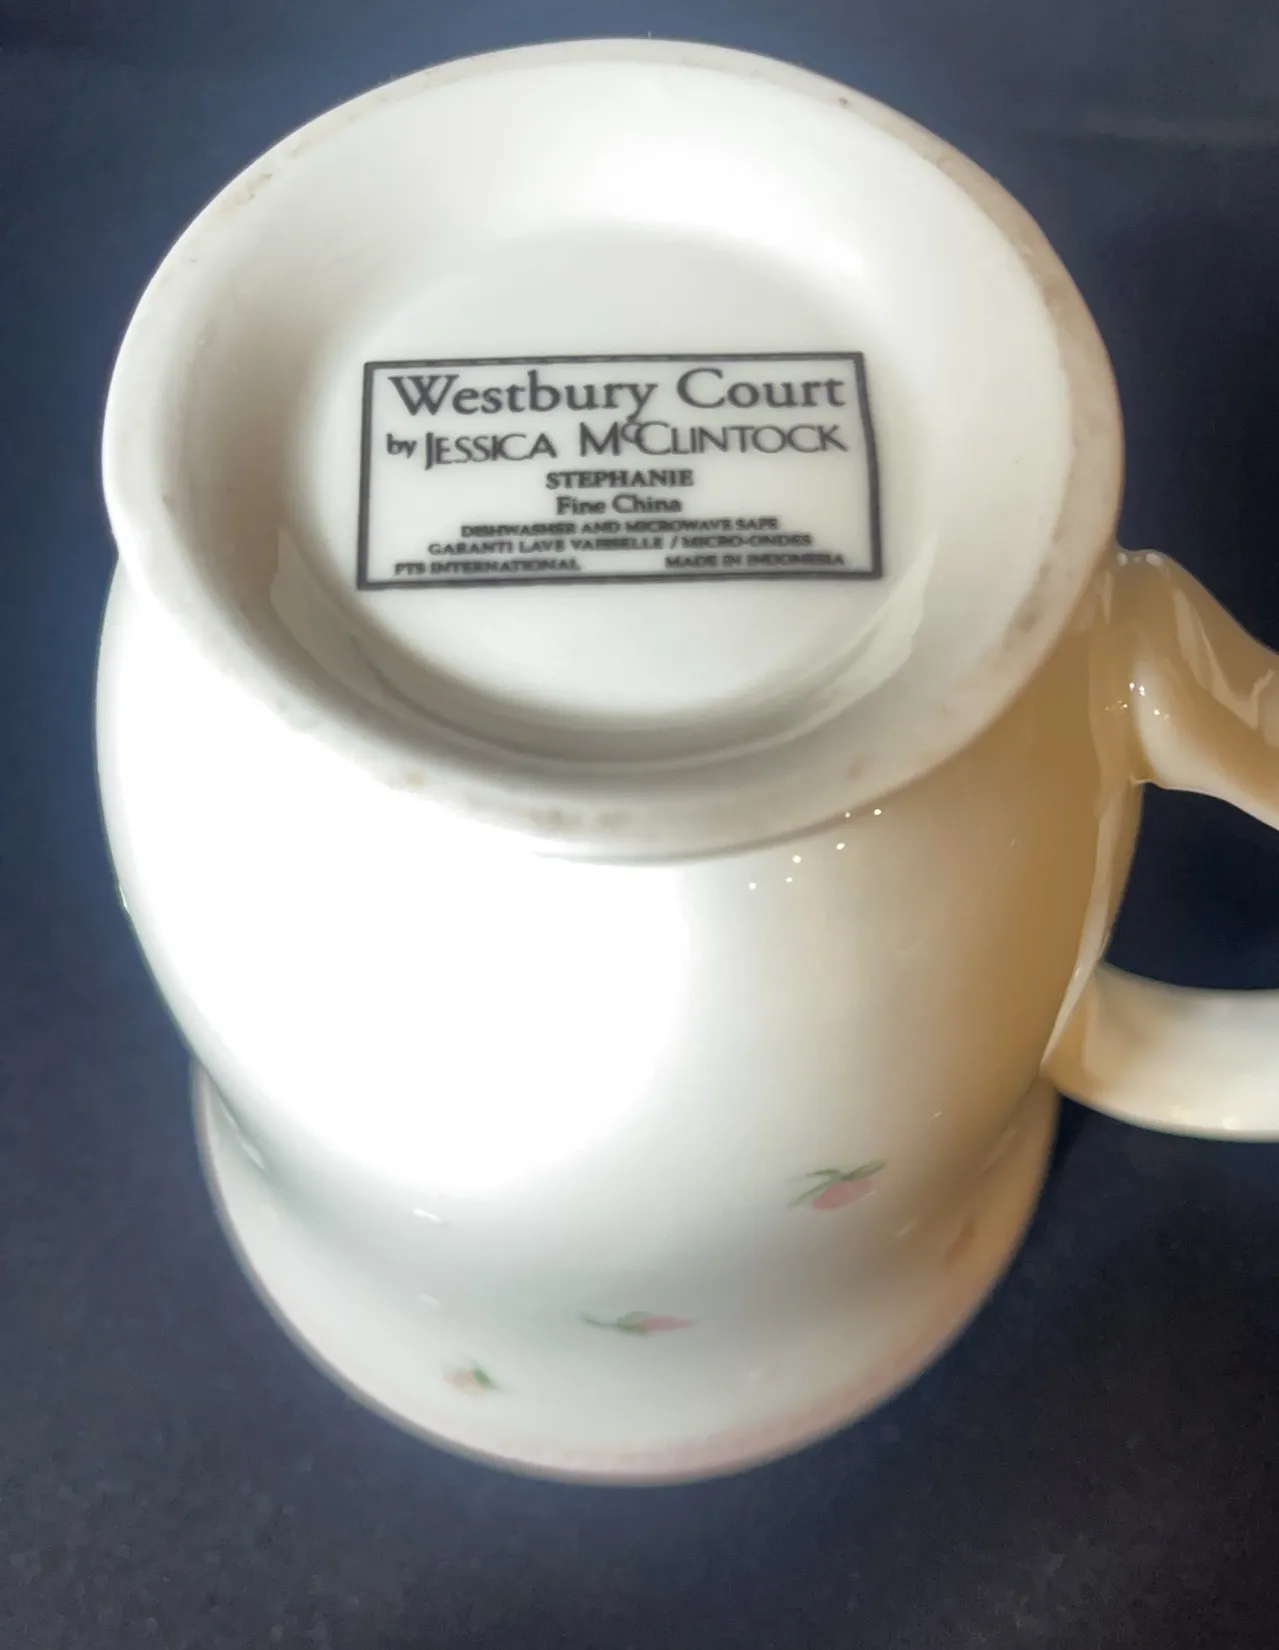 Westbury Court
by JESSICA McCLINTOCK
STEPHANIE
Fine China
DISHWASHER AND MICROWAVE SAFE
GARANTI LAVE VAISSELLE / MICRO-ONDES
PTS INTERNATIONAL MADE IN INDONESIA